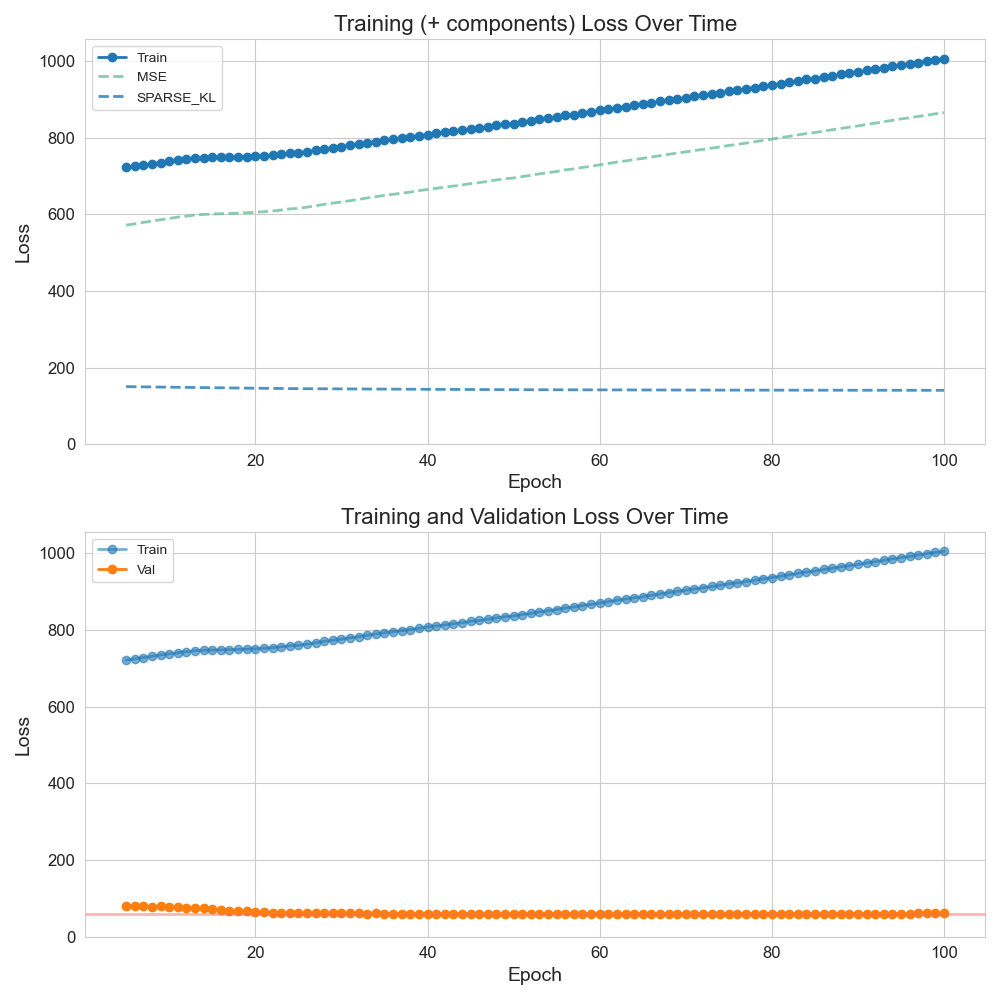 Training (+ components) Loss Over Time
Train
MSE
SPARSE_KL
1000
800
600
400
200
0
Loss
20 40 60 80 100
Epoch
Training and Validation Loss Over Time
Train
Val
1000
800
600
400
200
0
Loss
20 40 60 80 100
Epoch